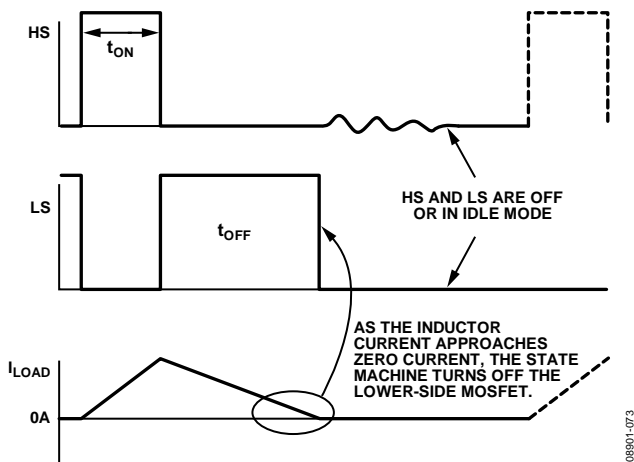 HS
tON
HS AND LS ARE OFF
OR IN IDLE MODE
LS
tOFF
AS THE INDUCTOR
CURRENT APPROACHES
ZERO CURRENT, THE STATE
MACHINE TURNS OFF THE
LOWER-SIDE MOSFET.
ILOAD
0A
08901-073